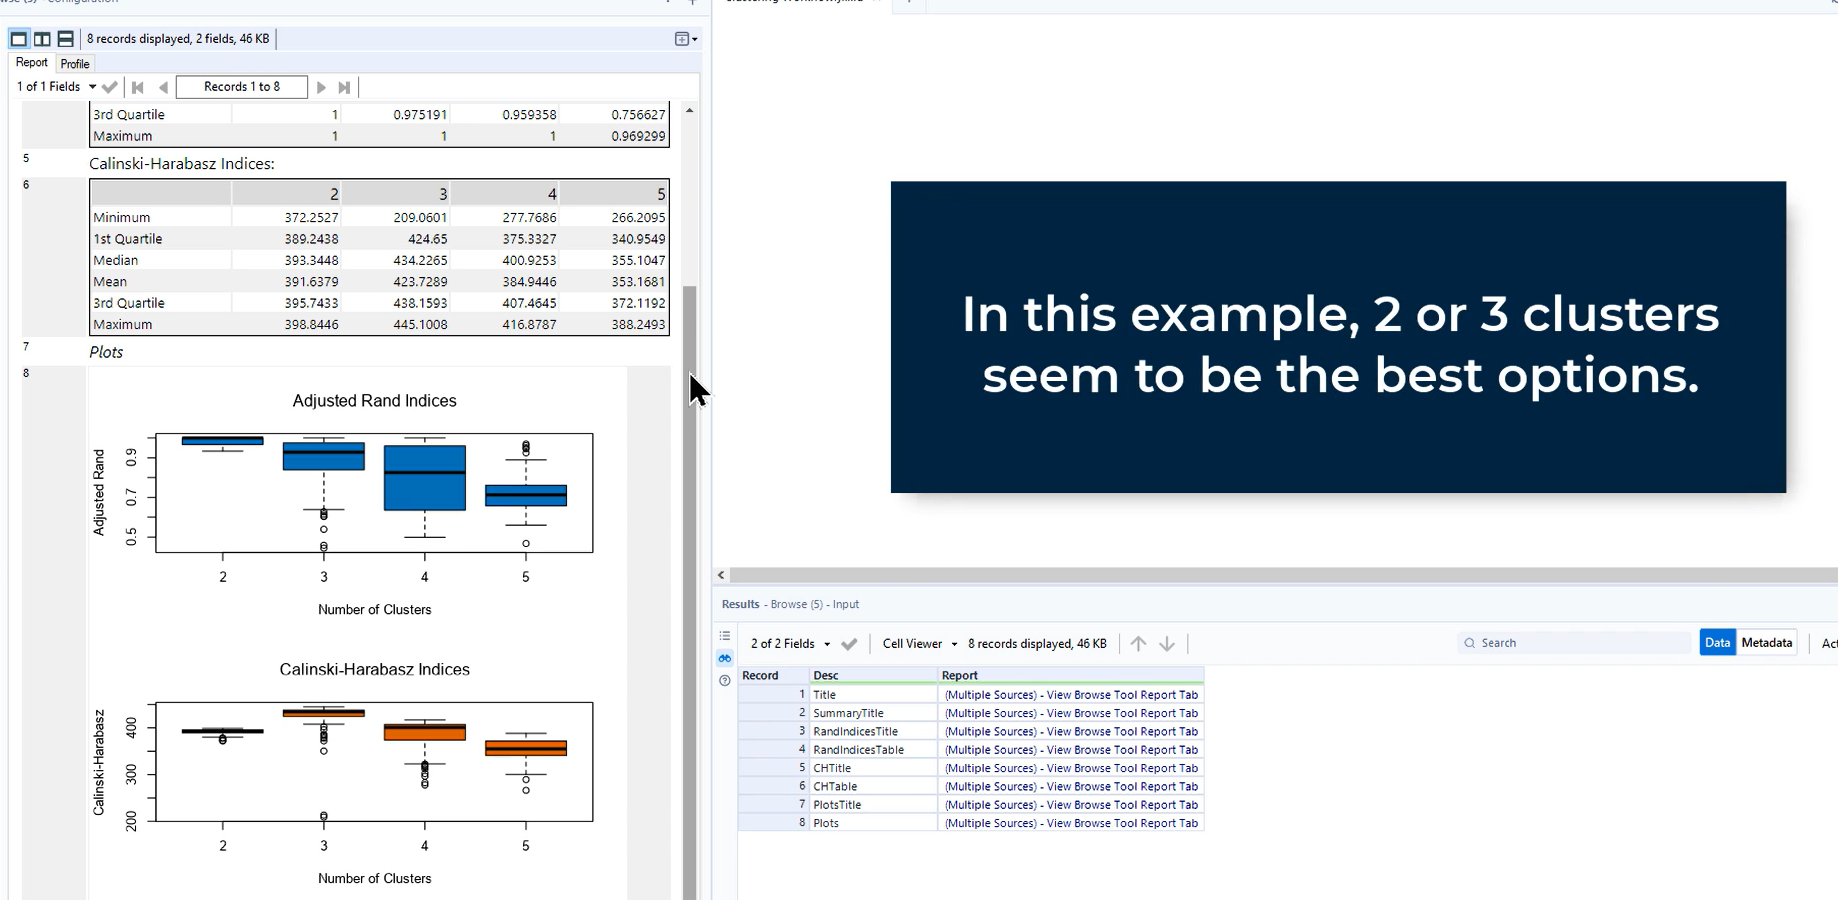 8 records displayed, 2 fields, 46 KB
Report Profile
1 of 1 Fields Records 1 to 8
3rd Quartile 1 0.975191 0.959358 0.756627
Maximum 1 1 1 0.969299
5 Calinski-Harabasz Indices:
6 2 3 4 5
Minimum 372.2527 209.0601 277.7686 266.2095
1st Quartile 389.2438 424.65 375.3327 340.9549
Median 393.3448 434.2265 400.9253 355.1047
Mean 391.6379 423.7289 384.9446 353.1681
3rd Quartile 395.7433 438.1593 407.4645 372.1192
Maximum 398.8446 445.1008 416.8787 388.2493
7 Plots
8
Adjusted Rand Indices
Adjusted Rand
0.9
0.7
0.5
2 3 4 5
Number of Clusters
Calinski-Harabasz Indices
Calinski-Harabasz
400
300
200
2 3 4 5
Number of Clusters
In this example, 2 or 3 clusters
seem to be the best options.
Results - Browse (5) - Input
2 of 2 Fields Cell Viewer 8 records displayed, 46 KB Search Data Metadata
Record Desc Report
1 Title (Multiple Sources) - View Browse Tool Report Tab
2 SummaryTitle (Multiple Sources) - View Browse Tool Report Tab
3 RandIndicesTitle (Multiple Sources) - View Browse Tool Report Tab
4 RandIndicesTable (Multiple Sources) - View Browse Tool Report Tab
5 CHTitle (Multiple Sources) - View Browse Tool Report Tab
6 CHTable (Multiple Sources) - View Browse Tool Report Tab
7 PlotsTitle (Multiple Sources) - View Browse Tool Report Tab
8 Plots (Multiple Sources) - View Browse Tool Report Tab